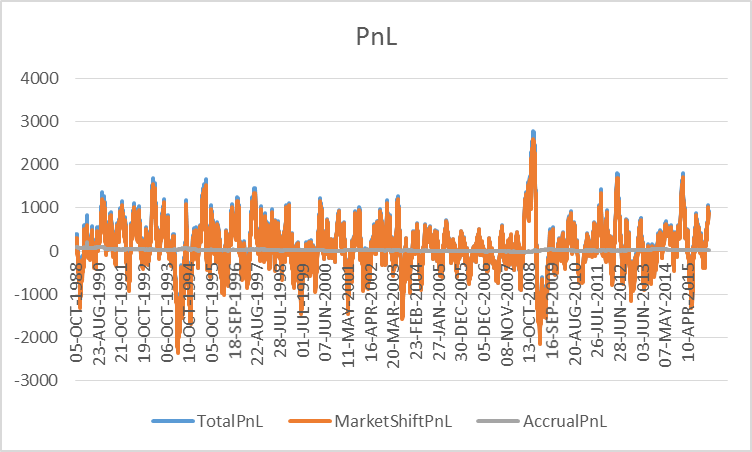 PnL
4000
3000
2000
1000
0
-1000
-2000
-3000
05-OCT-1988
23-AUG-1990
21-OCT-1991
19-OCT-1992
06-OCT-1993
10-OCT-1994
05-OCT-1995
18-SEP-1996
22-AUG-1997
28-JUL-1998
01-JUL-1999
07-JUN-2000
11-MAY-2001
16-APR-2002
20-MAR-2003
23-FEB-2004
27-JAN-2005
30-DEC-2005
05-DEC-2006
08-NOV-2007
13-OCT-2008
16-SEP-2009
20-AUG-2010
26-JUL-2011
28-JUN-2012
03-JUN-2013
07-MAY-2014
10-APR-2015
TotalPnL MarketShiftPnL AccrualPnL